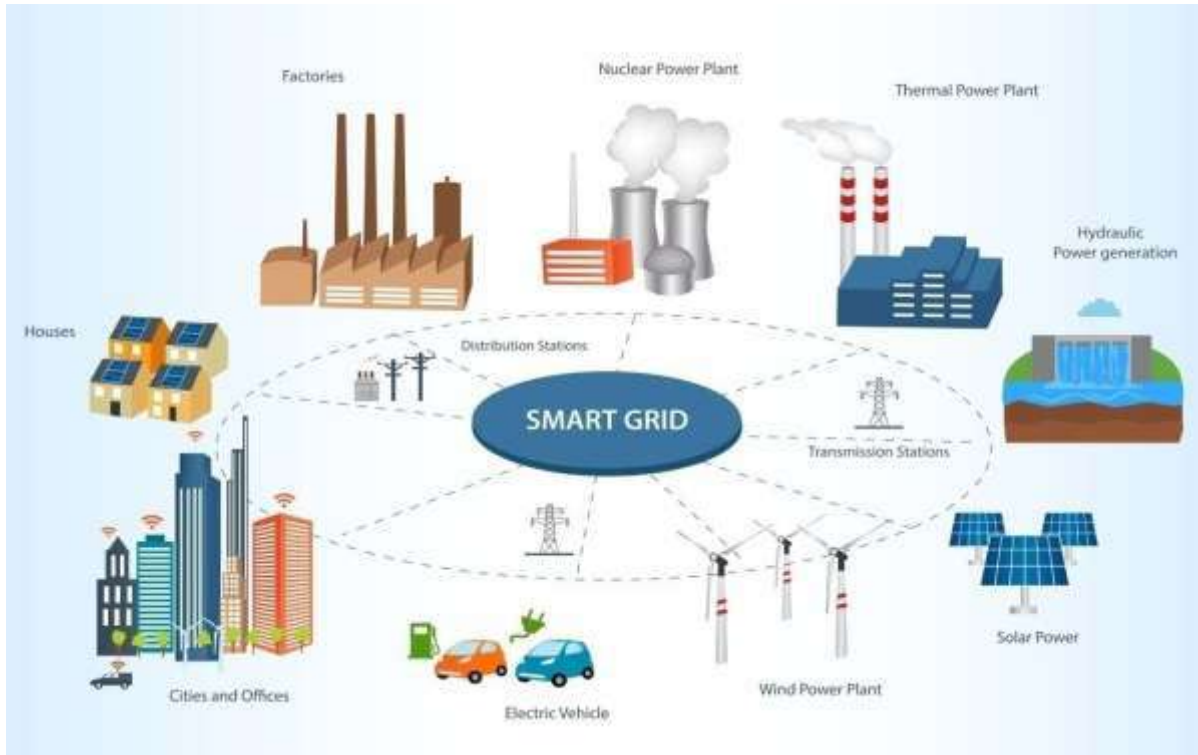 Factories
Nuclear Power Plant
Thermal Power Plant
Hydraulic
Power generation
Houses
Distribution Stations
SMART GRID
Transmission Stations
Solar Power
Wind Power Plant
Cities and Offices
Electric Vehicle